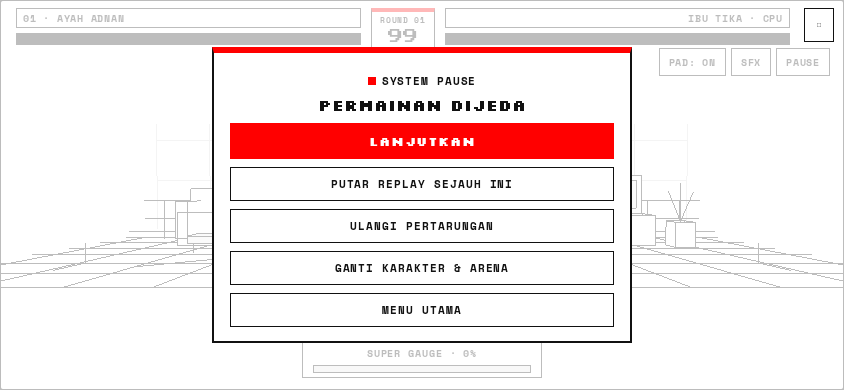 01 · AYAH ADNAN
ROUND 01
99
IBU TIKA · CPU
PAD: ON
SFX
PAUSE
SYSTEM PAUSE
PERMAINAN DIJEDA
LANJUTKAN
PUTAR REPLAY SEJAUH INI
ULANGI PERTARUNGAN
GANTI KARAKTER & ARENA
MENU UTAMA
SUPER GAUGE · 0%